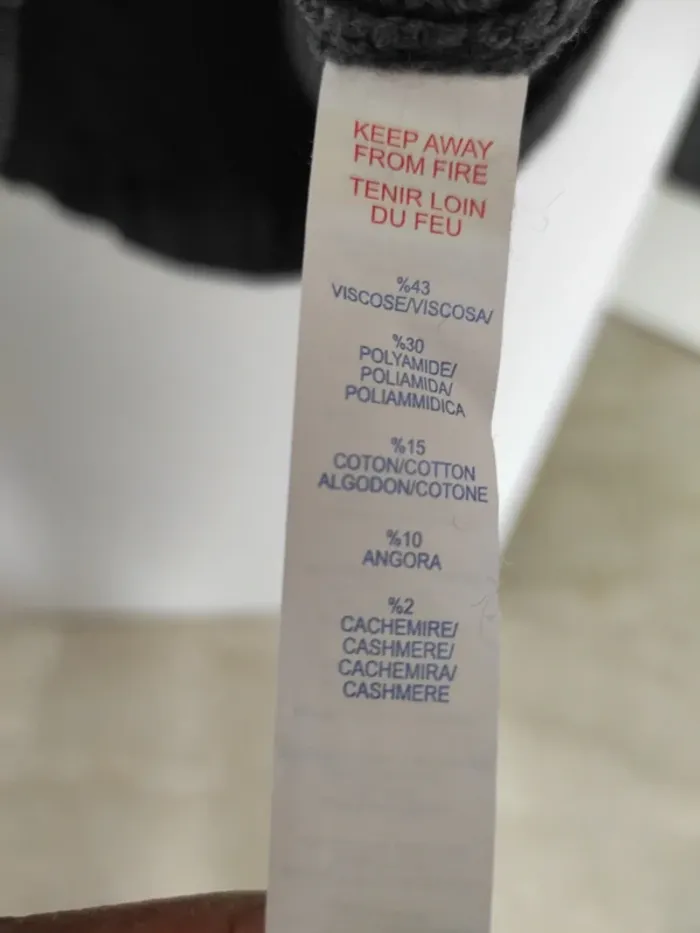 KEEP AWAY
FROM FIRE
TENIR LOIN
DU FEU
%43
VISCOSE/VISCOSA/
%30
POLYAMIDE/
POLIAMIDA/
POLIAMMIDICA
%15
COTON/COTTON
ALGODON/COTONE
%10
ANGORA
%2
CACHEMIRE/
CASHMERE/
CACHEMIRA/
CASHMERE